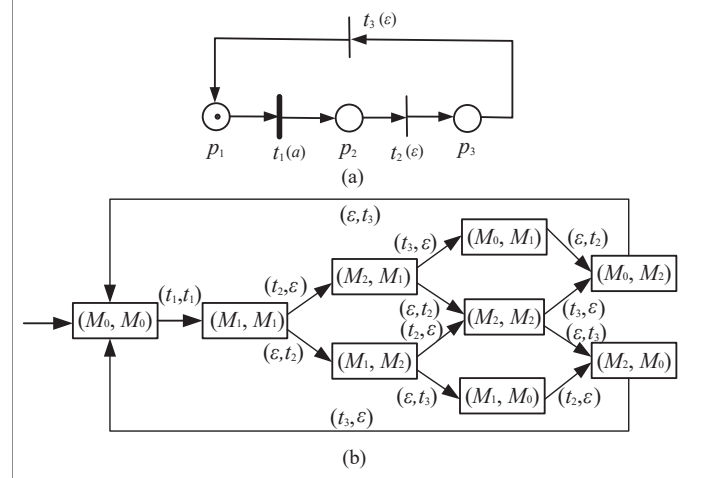 t3(ε)
p1
t1(a)
p2
t2(ε)
p3
(a)
(ε,t3)
(M0, M1)
(t3,ε)
(ε,t2)
(M2, M1)
(M0, M2)
(t2,ε)
(t1,t1)
(ε,t2)
(M0, M0)
(M1, M1)
(M2, M2)
(t2,ε)
(t3,ε)
(ε,t3)
(ε,t2)
(M1, M2)
(M2, M0)
(ε,t3)
(M1, M0)
(t2,ε)
(t3,ε)
(b)